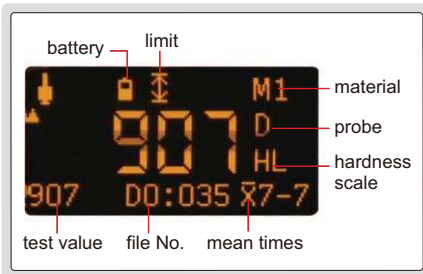 battery limit
M1 material
907 D probe
HL hardness
scale
907 D0:035 x̄7-7
test value file No. mean times